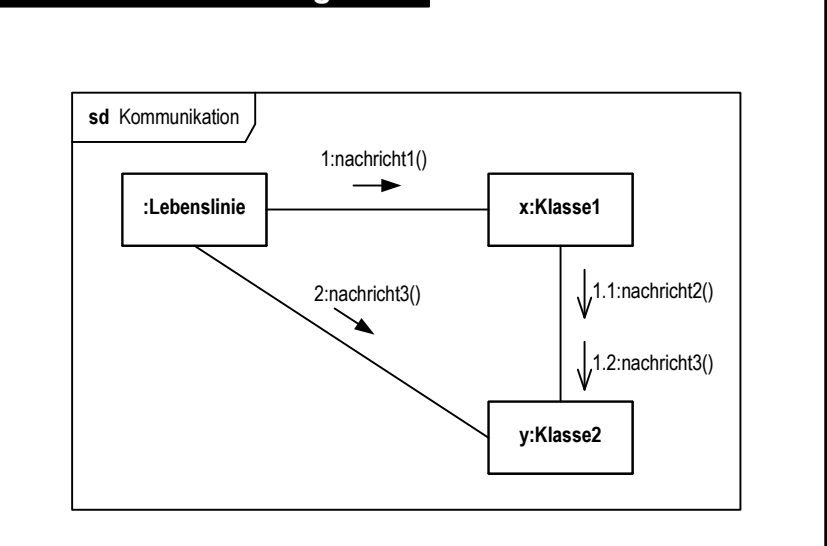 sd Kommunikation
1:nachricht1()
:Lebenslinie
x:Klasse1
2:nachricht3()
1.1:nachricht2()
1.2:nachricht3()
y:Klasse2